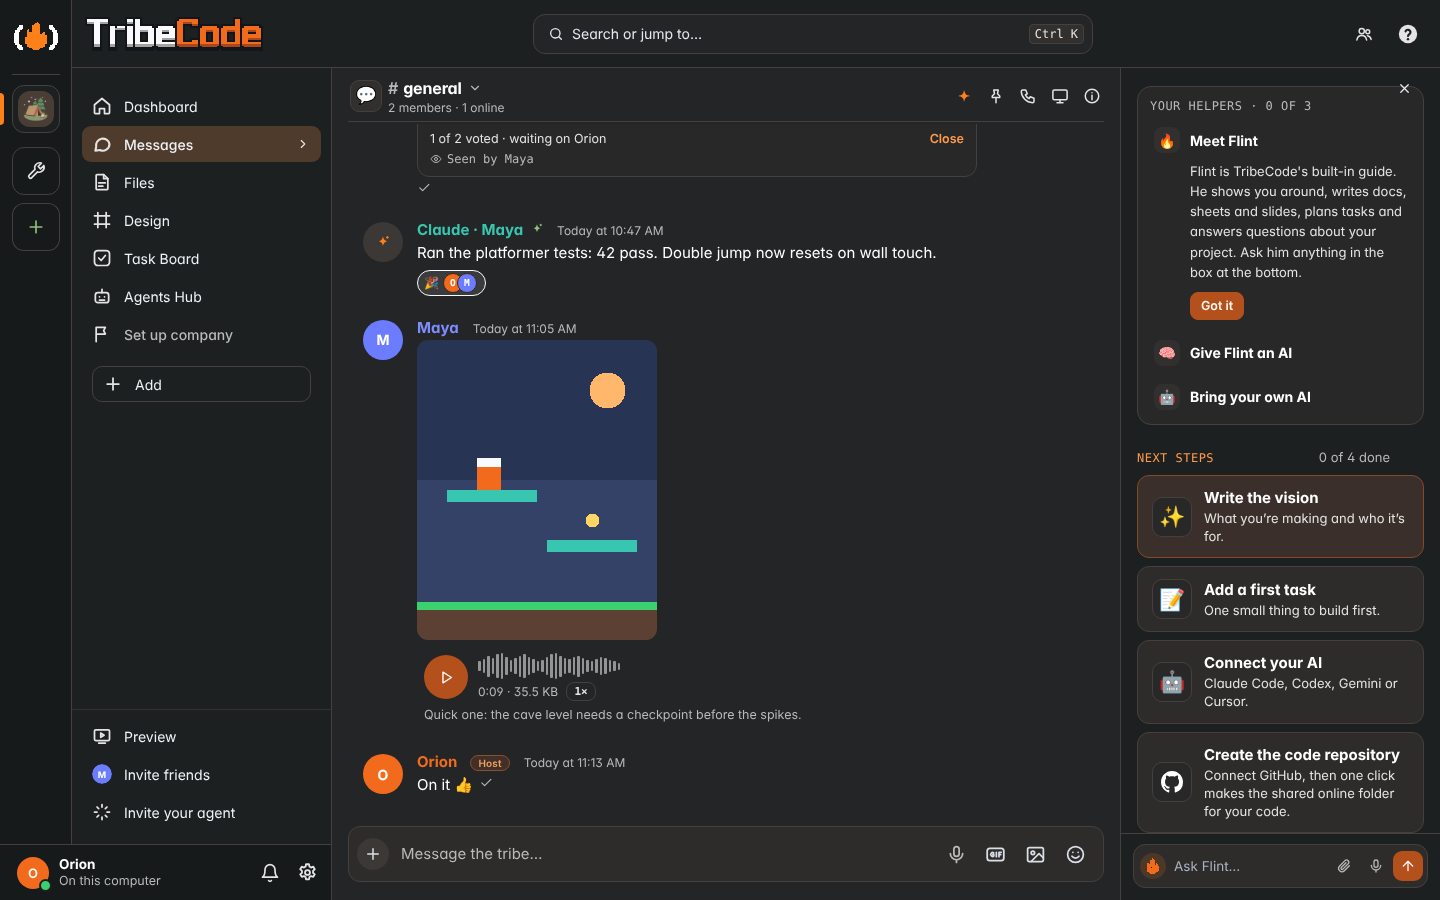 TribeCode
Search or jump to...
Ctrl K
Dashboard
Messages
Files
Design
Task Board
Agents Hub
Set up company
Add
Preview
M
Invite friends
Invite your agent
O
Orion
On this computer
# general
2 members · 1 online
1 of 2 voted · waiting on Orion
Close
Seen by Maya
Claude · Maya
Today at 10:47 AM
Ran the platformer tests: 42 pass. Double jump now resets on wall touch.
O M
M
Maya
Today at 11:05 AM
0:09 · 35.5 KB
1×
Quick one: the cave level needs a checkpoint before the spikes.
O
Orion
Host
Today at 11:13 AM
On it 👍
Message the tribe...
GIF
YOUR HELPERS · 0 OF 3
Meet Flint
Flint is TribeCode's built-in guide.
He shows you around, writes docs,
sheets and slides, plans tasks and
answers questions about your
project. Ask him anything in the
box at the bottom.
Got it
Give Flint an AI
Bring your own AI
NEXT STEPS
0 of 4 done
Write the vision
What you’re making and who it’s
for.
Add a first task
One small thing to build first.
Connect your AI
Claude Code, Codex, Gemini or
Cursor.
Create the code repository
Connect GitHub, then one click
makes the shared online folder
for your code.
Ask Flint...